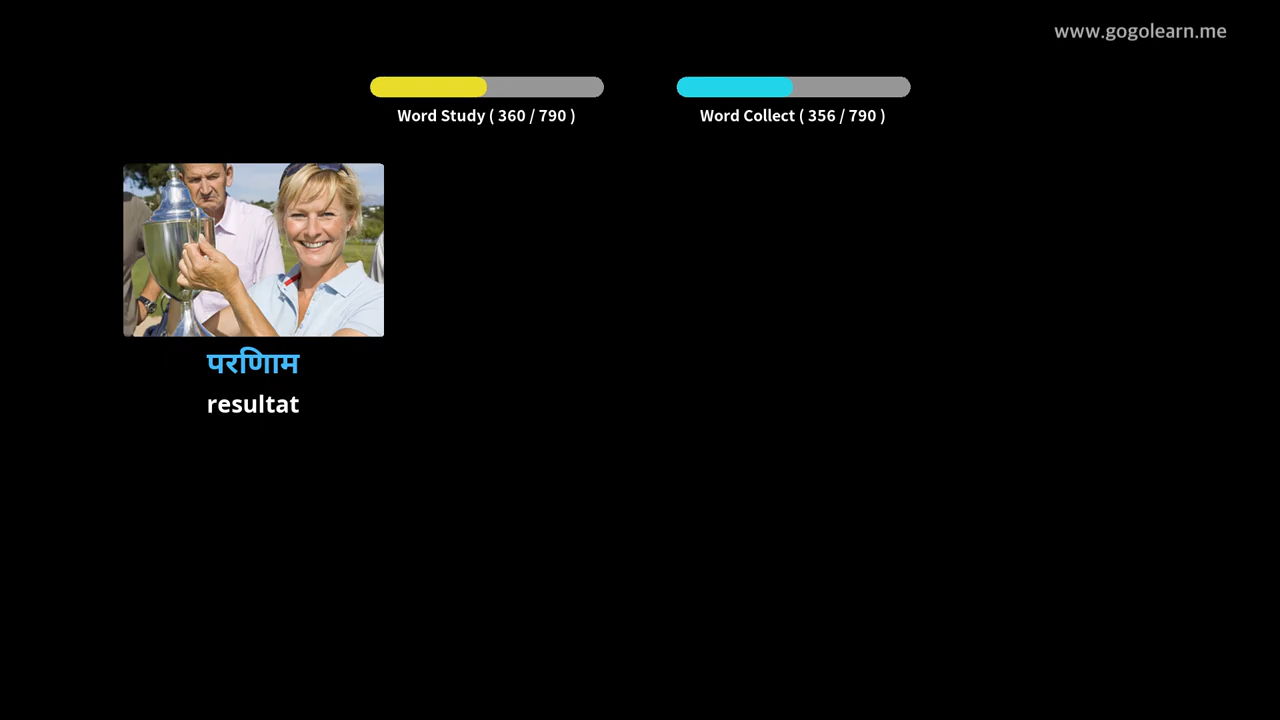 www.gogolearn.me
Word Study ( 360 / 790 )
Word Collect ( 356 / 790 )
परिणाम
resultat